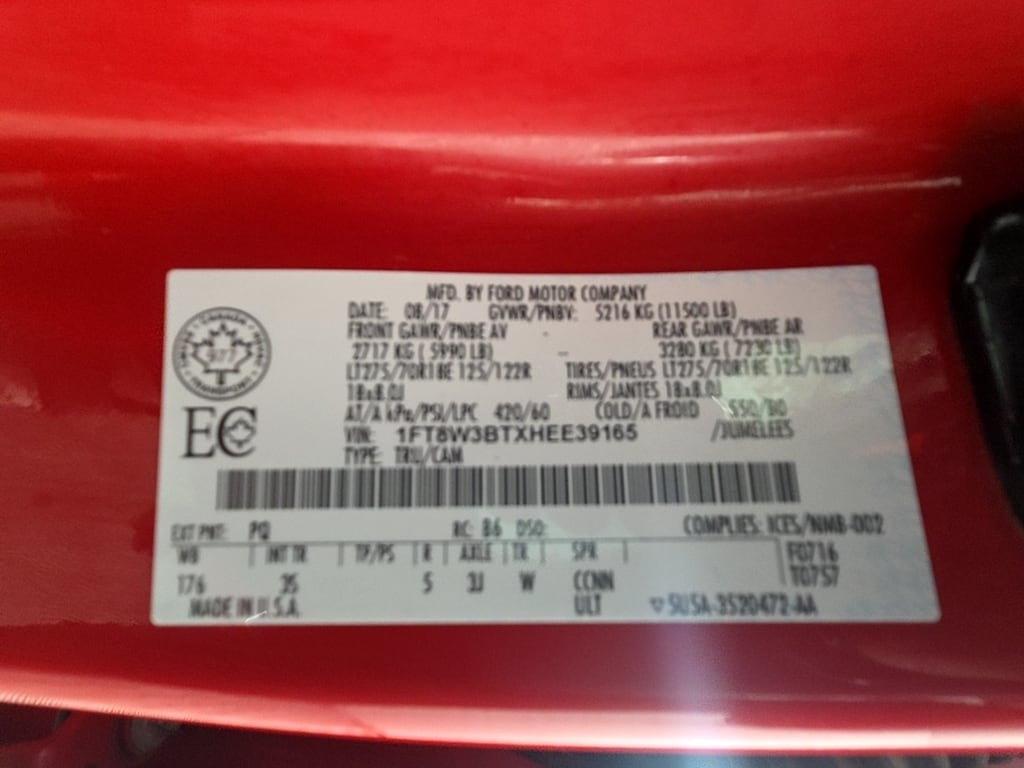 MFD. BY FORD MOTOR COMPANY
DATE: 08/17 GVWR/PNBV: 5216 KG (11500 LB)
FRONT GAWR/PNBE AV REAR GAWR/PNBE AR
2717 KG ( 5990 LB) 3280 KG ( 7230 LB)
LT275/70R18E 125/122R TIRES/PNEUS LT275/70R18E 125/122R
18x8.0J RIMS/JANTES 18x8.0J
AT/A kPa/PSI/LPC 420/60 COLD/A FROID 550/80
VIN: 1FT8W3BTXHEE39165 /JUMELEES
TYPE: TRU/CAM
EC
EXT PNT: PQ RC: B6 DSO: COMPLIES: ICES/NMB-002
WB INT TR TP/PS R AXLE TR SPR F0716
176 3S 5 3J W CCNN T0757
MADE IN U.S.A. ULT 5U5A-3520472-AA